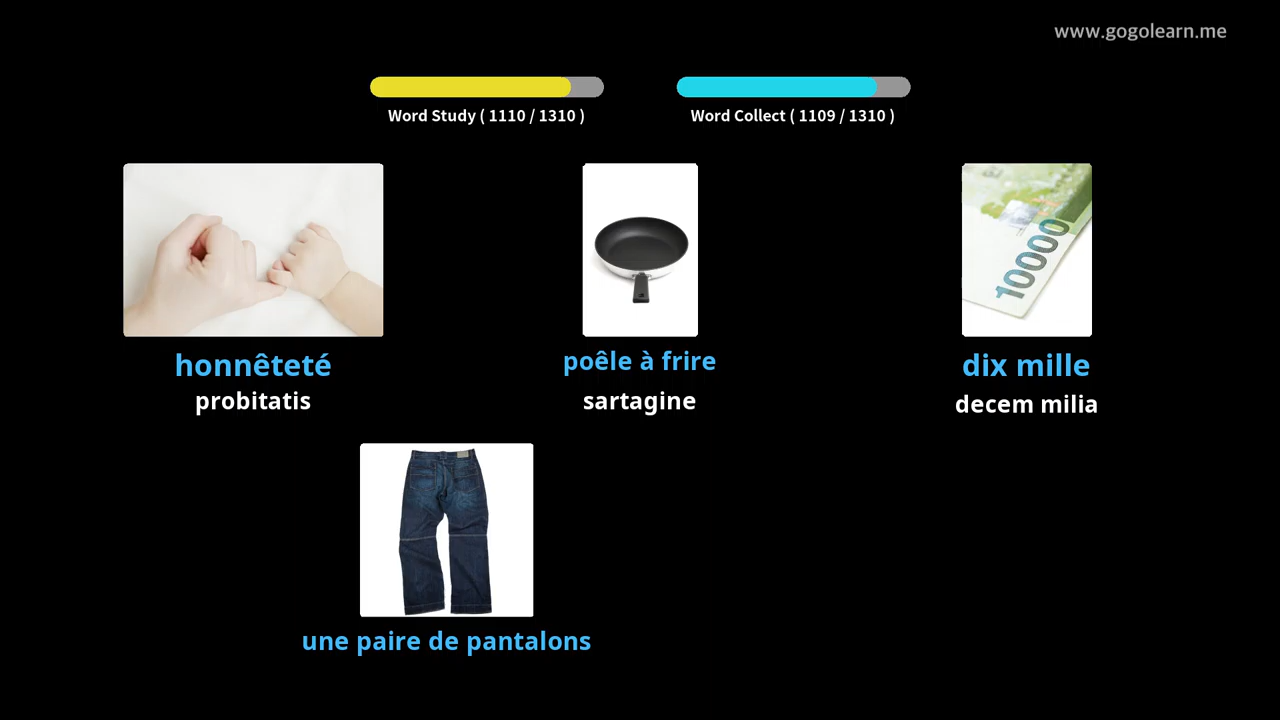 www.gogolearn.me
Word Study ( 1110 / 1310 )
Word Collect ( 1109 / 1310 )
10000
honnêteté
probitatis
poêle à frire
sartagine
dix mille
decem milia
une paire de pantalons